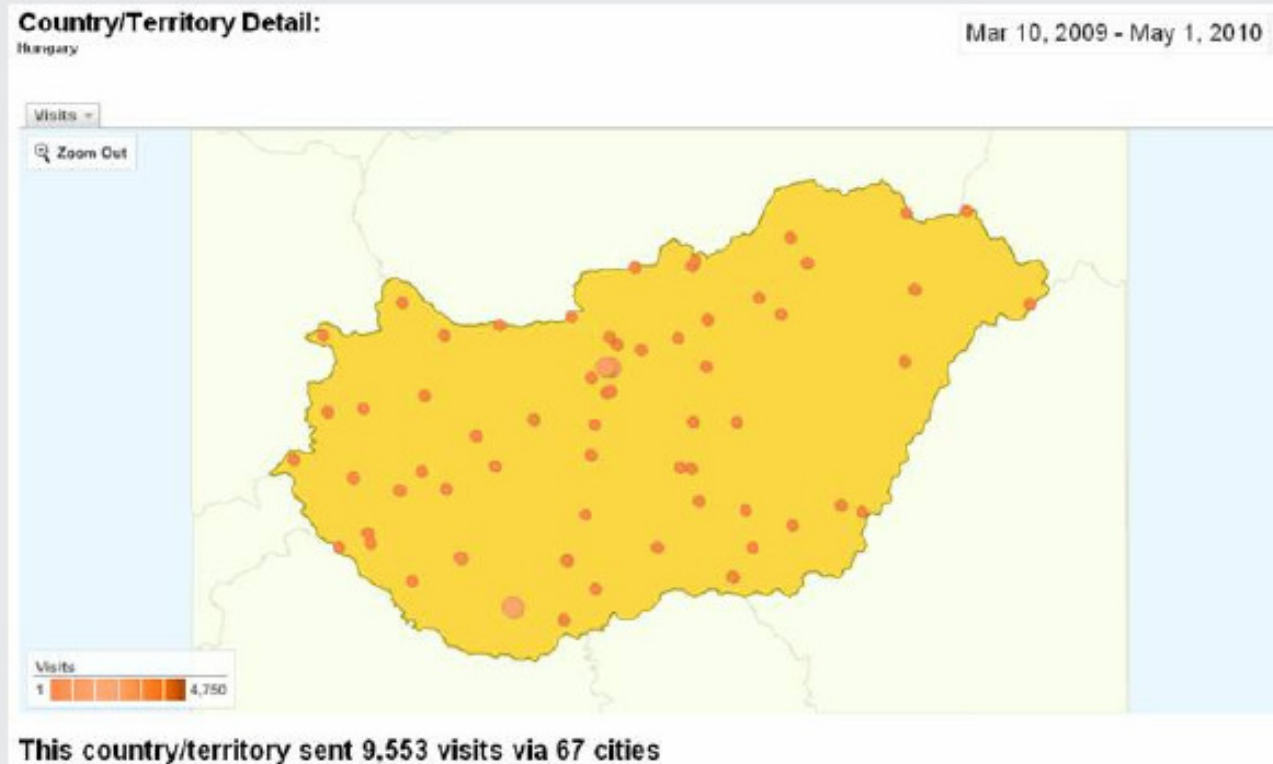 Country/Territory Detail:
Hungary
Mar 10, 2009 - May 1, 2010
Visits
Zoom Out
Visits
1 4,750
This country/territory sent 9,553 visits via 67 cities